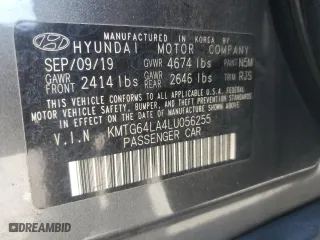 MANUFACTURED IN KOREA BY
HYUNDAI MOTOR COMPANY
SEP/09/19 GVWR 4674 lbs PAINT N5M
GAWR FRONT 2414 lbs GAWR REAR 2646 lbs TRIM RJS
THIS VEHICLE CONFORMS TO ALL APPLICABLE FEDERAL
MOTOR VEHICLE SAFETY, BUMPER, AND THEFT PREVENTION
STANDARDS IN EFFECT ON THE DATE OF
MANUFACTURE SHOWN ABOVE.
V.I.N KMTG64LA4LU056255
PASSENGER CAR
DREAMBID